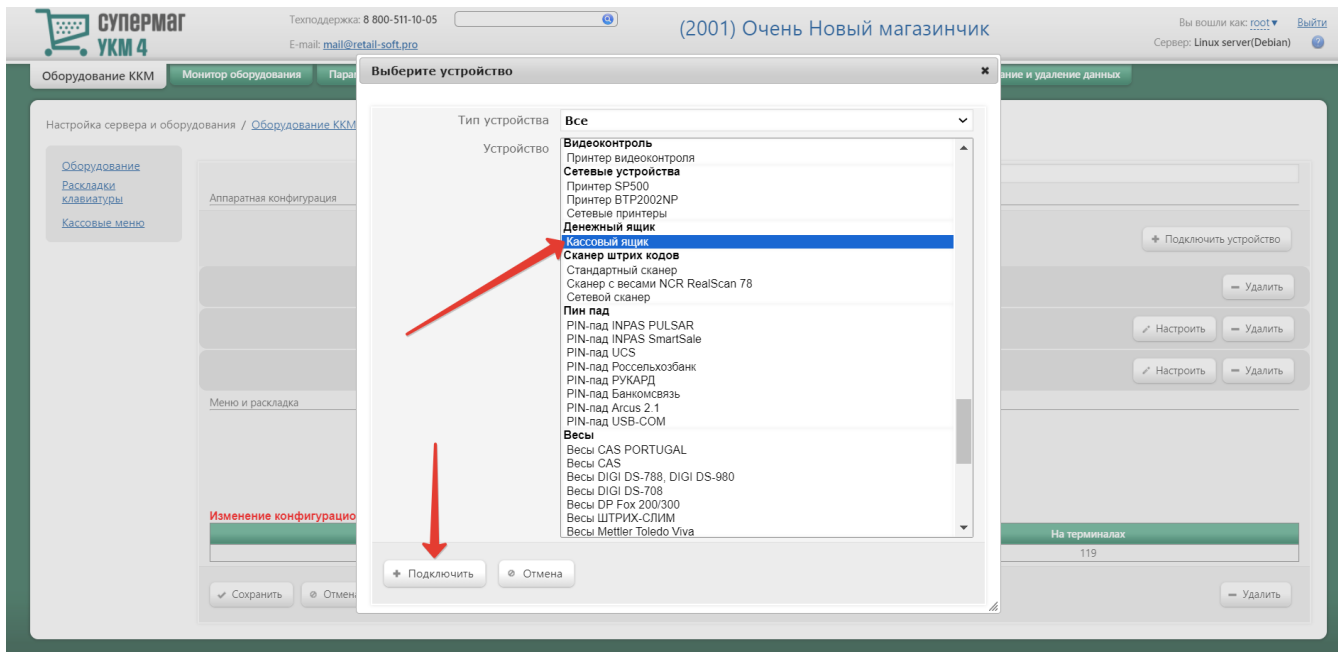 СУПЕРМАГ
УКМ 4
Техподдержка: 8 800-511-10-05
E-mail: mail@retail-soft.pro
(2001) Очень Новый магазинчик
Вы вошли как: root ▾ Выйти
Сервер: Linux server(Debian)
Оборудование ККМ
Монитор оборудования
Пара
ание и удаление данных
Выберите устройство
Настройка сервера и оборудования / Оборудование ККМ
Оборудование
Раскладки
клавиатуры
Кассовые меню
Аппаратная конфигурация
Тип устройства
Все
Устройство
Видеоконтроль
Принтер видеоконтроля
Сетевые устройства
Принтер SP500
Принтер BTP2002NP
Сетевые принтеры
Денежный ящик
Кассовый ящик
Сканер штрих кодов
Стандартный сканер
Сканер с весами NCR RealScan 78
Сетевой сканер
Пин пад
PIN-пад INPAS PULSAR
PIN-пад INPAS SmartSale
PIN-пад UCS
PIN-пад Россельхозбанк
PIN-пад РУКАРД
PIN-пад Банкомсвязь
PIN-пад Arcus 2.1
PIN-пад USB-COM
Весы
Весы CAS PORTUGAL
Весы CAS
Весы DIGI DS-788, DIGI DS-980
Весы DIGI DS-708
Весы DP Fox 200/300
Весы ШТРИХ-СЛИМ
Весы Mettler Toledo Viva
Подключить
Отмена
Подключить устройство
Удалить
Настроить
Удалить
Настроить
Удалить
Меню и раскладка
Изменение конфигурацио
На терминалах
119
Сохранить
Отмен
Удалить